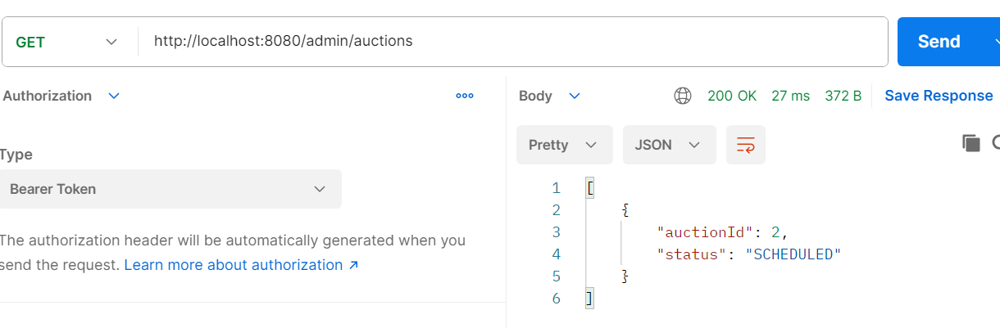 GET
http://localhost:8080/admin/auctions
Send
Authorization
Body
200 OK
27 ms
372 B
Save Response
Type
Pretty
JSON
Bearer Token
The authorization header will be automatically generated when you
send the request. Learn more about authorization ↗
1 [
2 {
3 "auctionId": 2,
4 "status": "SCHEDULED"
5 }
6 ]